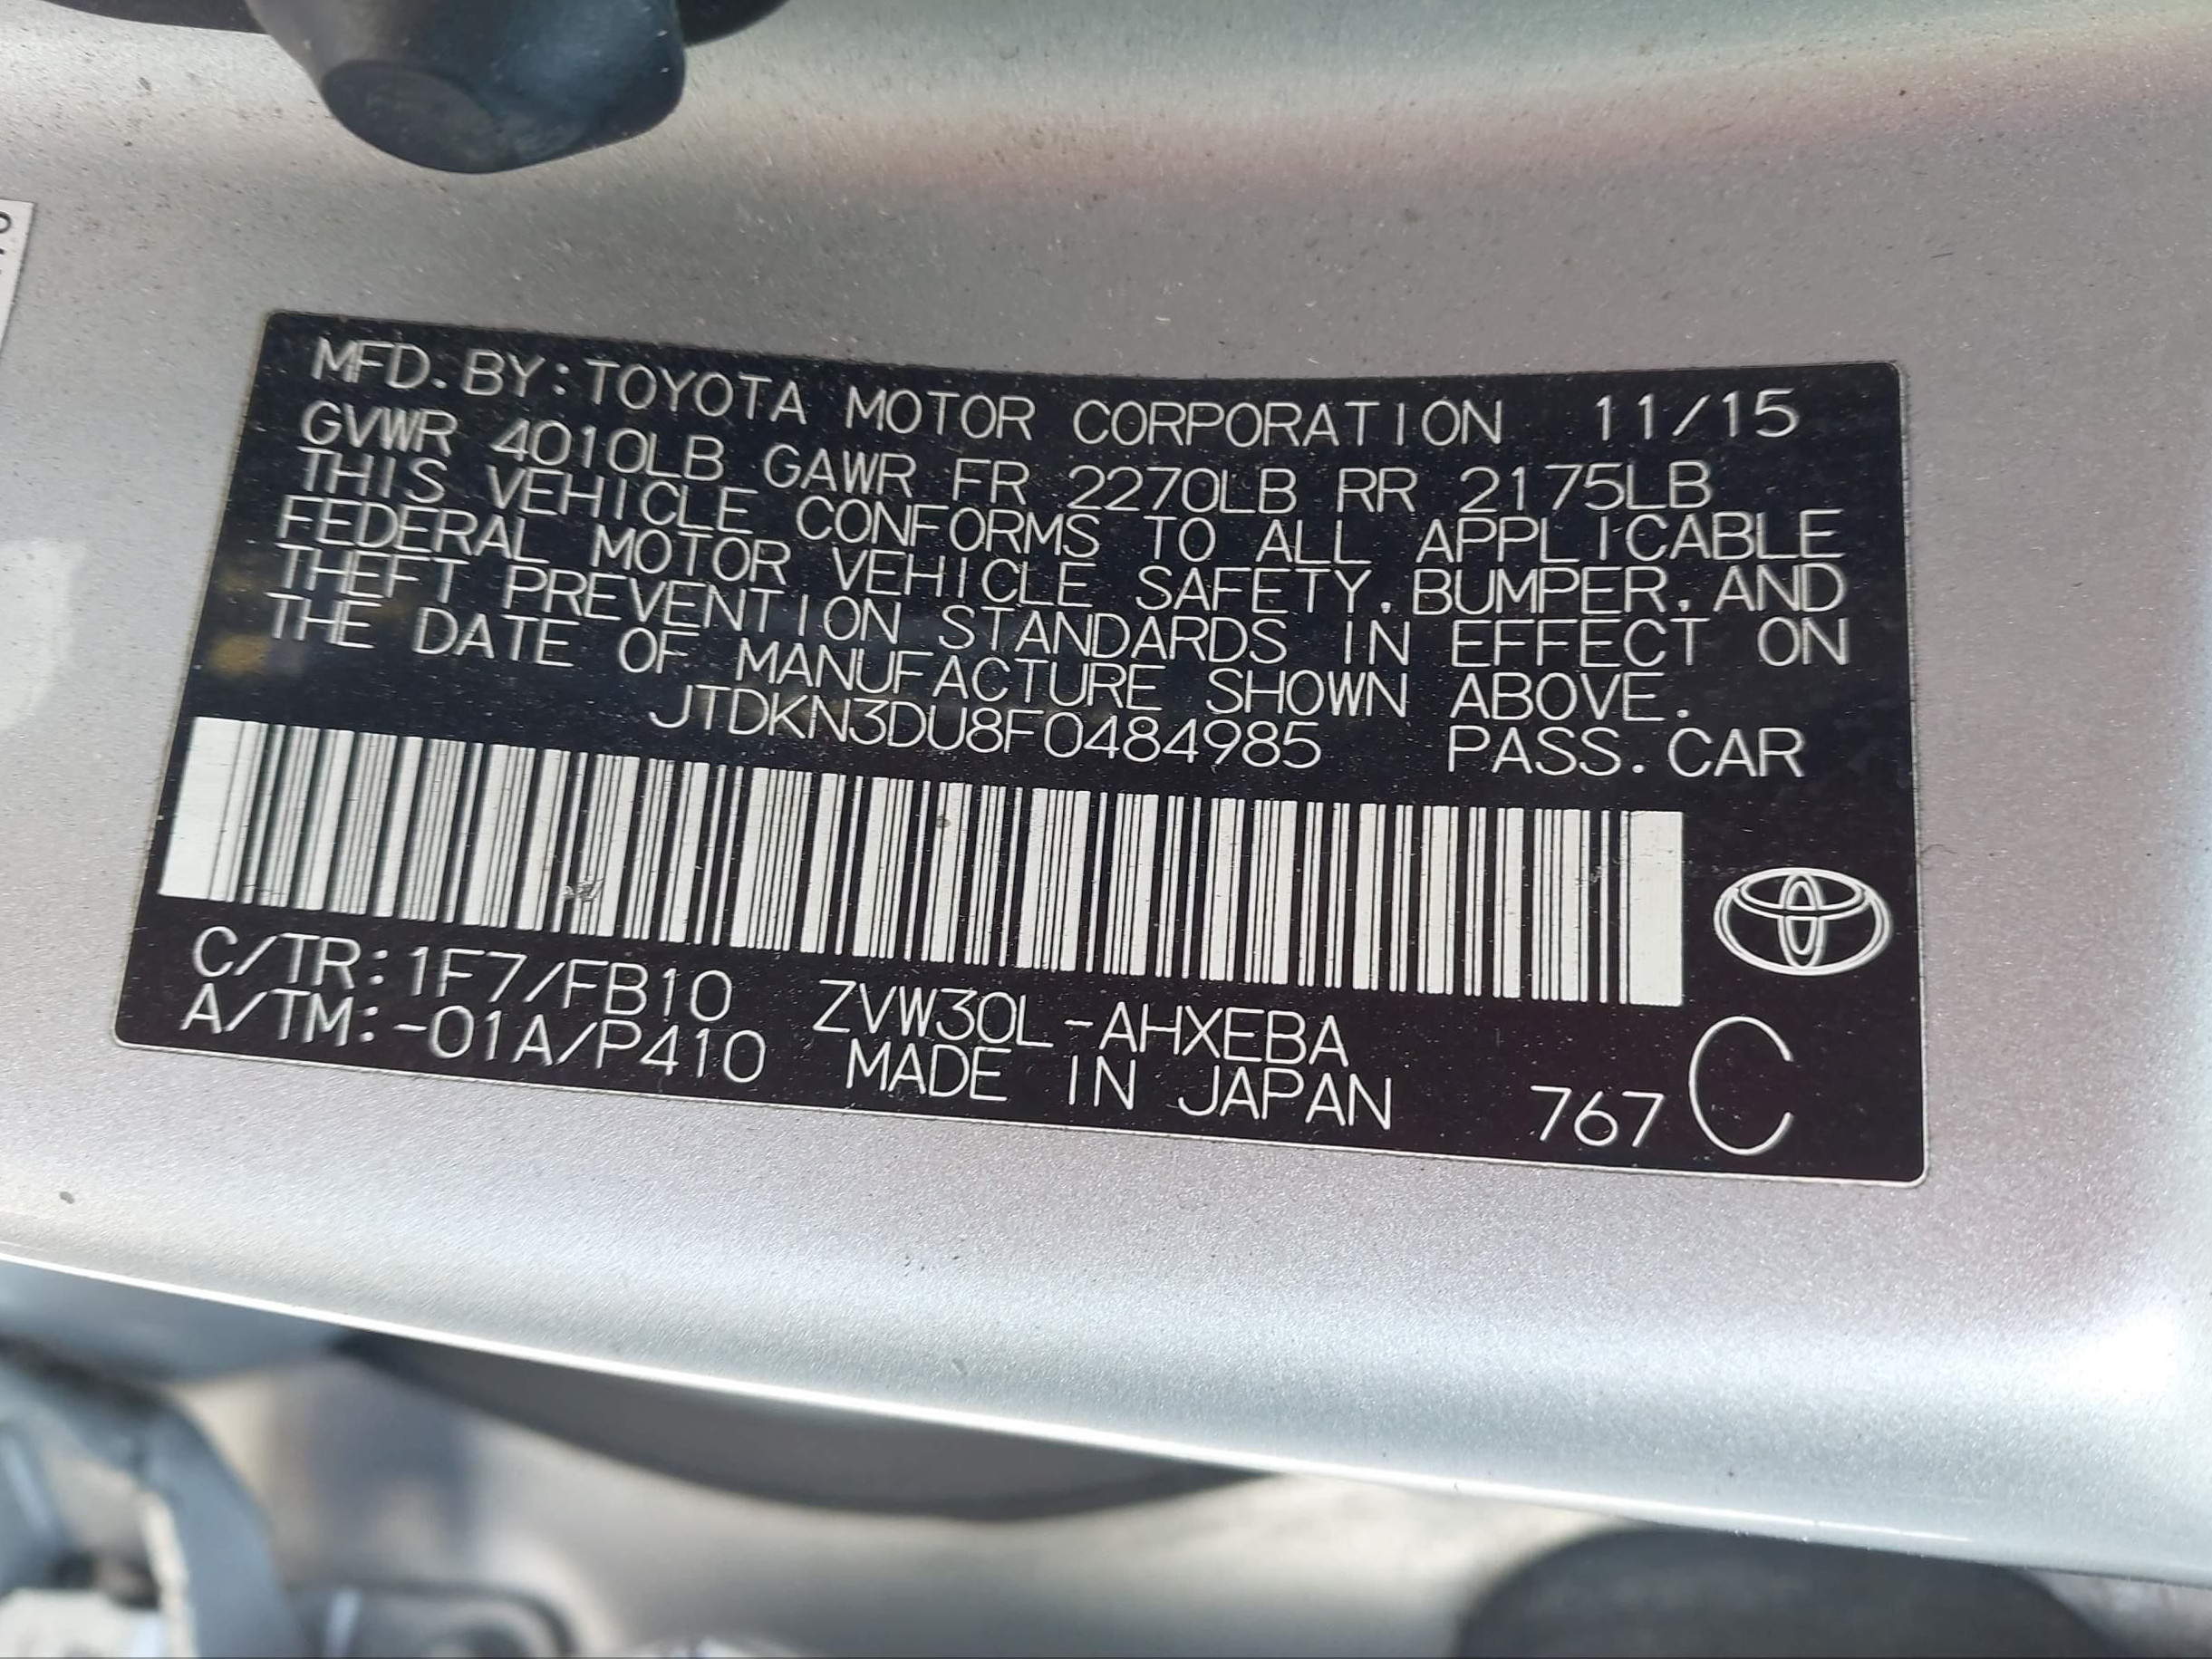 MFD.BY:TOYOTA MOTOR CORPORATION 11/15
GVWR 4010LB GAWR FR 2270LB RR 2175LB
THIS VEHICLE CONFORMS TO ALL APPLICABLE
FEDERAL MOTOR VEHICLE SAFETY,BUMPER,AND
THEFT PREVENTION STANDARDS IN EFFECT ON
THE DATE OF MANUFACTURE SHOWN ABOVE.
JTDKN3DU8F0484985 PASS.CAR
C/TR:1F7/FB10 ZVW30L-AHXEBA
A/TM:-01A/P410 MADE IN JAPAN 767 C